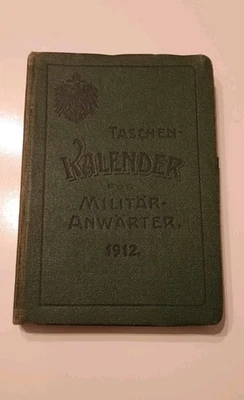 TASCHEN-
KALENDER
FÜR
MILITÄR-
ANWÄRTER.
1912.